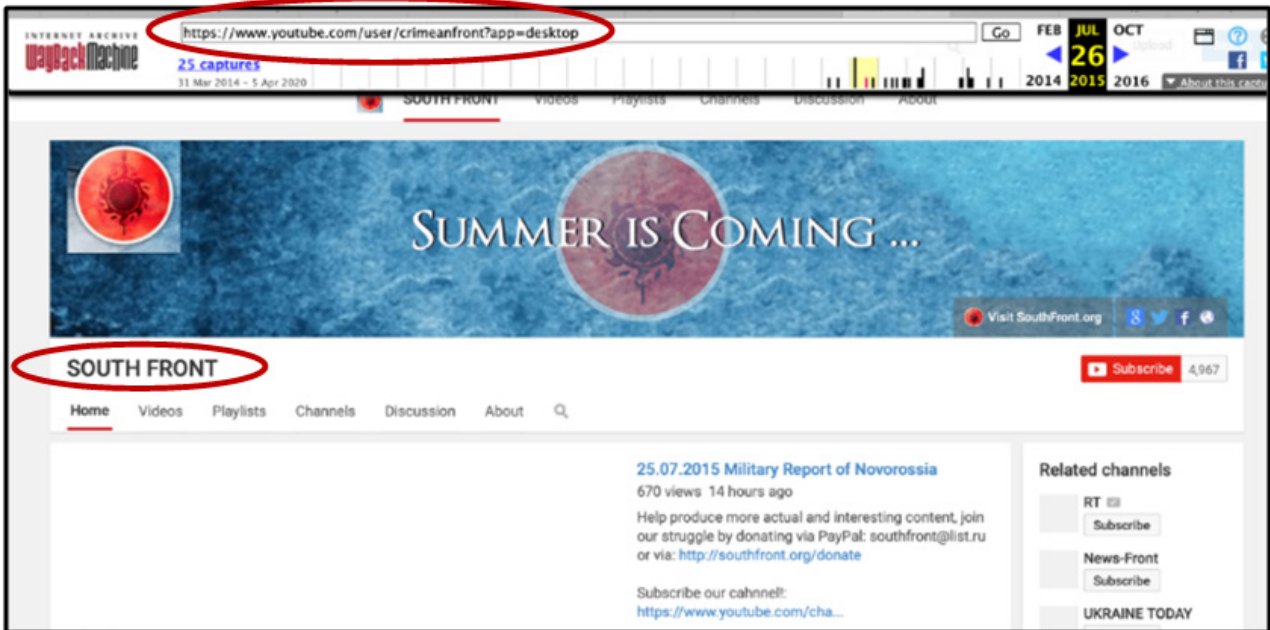 INTERNET ARCHIVE
WayBackMachine
https://www.youtube.com/user/crimeanfront?app=desktop
Go
FEB JUL OCT
Upload
25 captures
26
31 Mar 2014 – 5 Apr 2020
2014 2015 2016
About this captu
SOUTH FRONT Videos Playlists Channels Discussion About
SUMMER IS COMING ...
Visit SouthFront.org
SOUTH FRONT
Subscribe 4,967
Home Videos Playlists Channels Discussion About
25.07.2015 Military Report of Novorossia
670 views 14 hours ago
Help produce more actual and interesting content, join
our struggle by donating via PayPal: southfront@list.ru
or via: http://southfront.org/donate
Subscribe our cahnnel!:
https://www.youtube.com/cha...
Related channels
RT
Subscribe
News-Front
Subscribe
UKRAINE TODAY